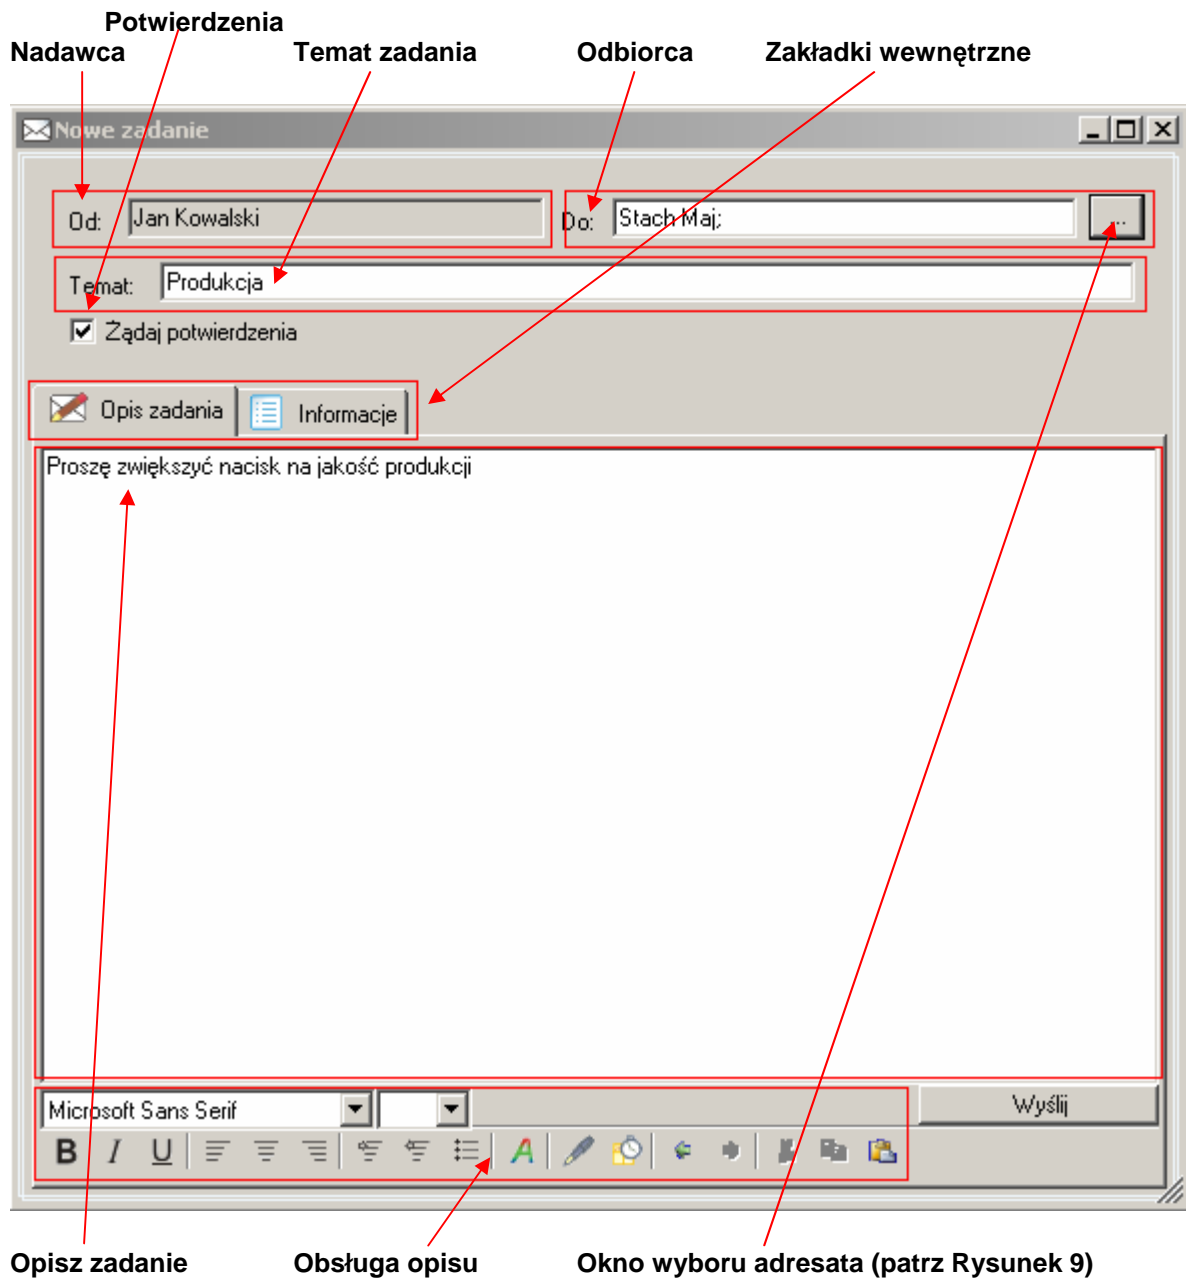 Potwierdzenia
Nadawca Temat zadania Odbiorca Zakładki wewnętrzne
Nowe zadanie
Od: Jan Kowalski Do: Stach Maj; ...
Temat: Produkcja
Żądaj potwierdzenia
Opis zadania Informacje
Proszę zwiększyć nacisk na jakość produkcji
Microsoft Sans Serif Wyślij
B I U A
Opisz zadanie Obsługa opisu Okno wyboru adresata (patrz Rysunek 9)